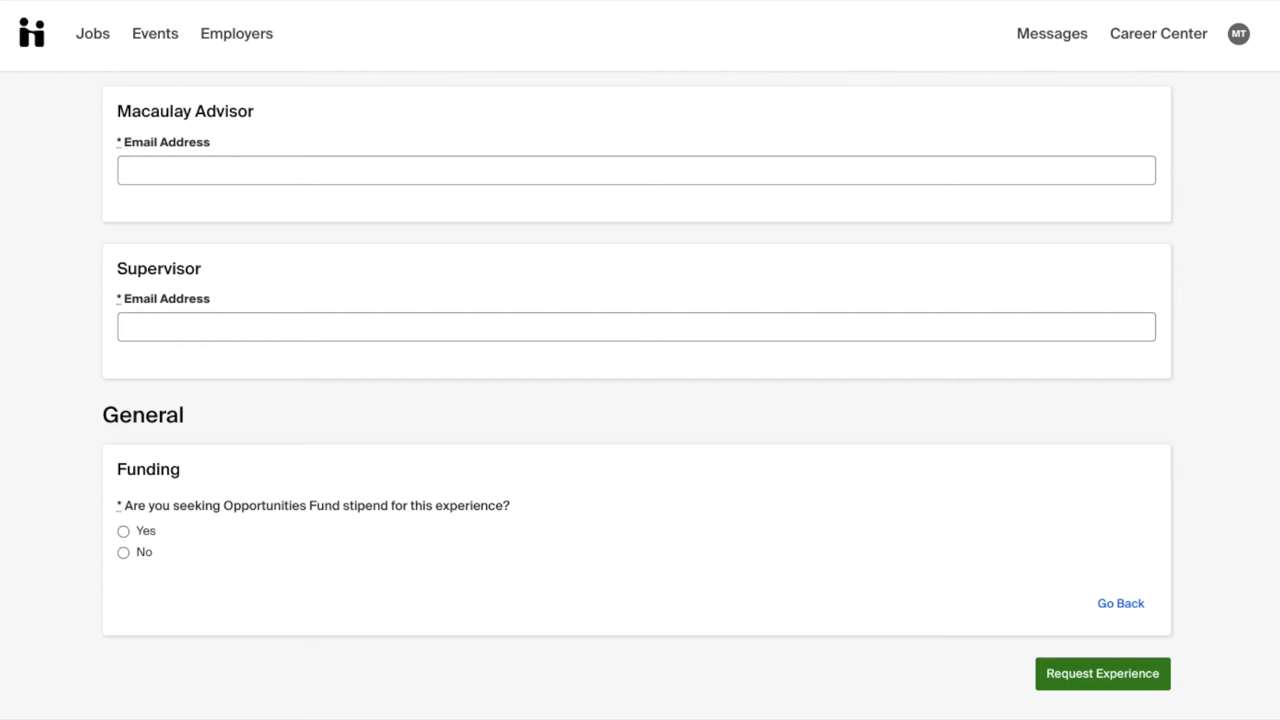 Jobs Events Employers Messages Career Center MT
Macaulay Advisor
* Email Address
Supervisor
* Email Address
General
Funding
* Are you seeking Opportunities Fund stipend for this experience?
Yes
No
Go Back
Request Experience